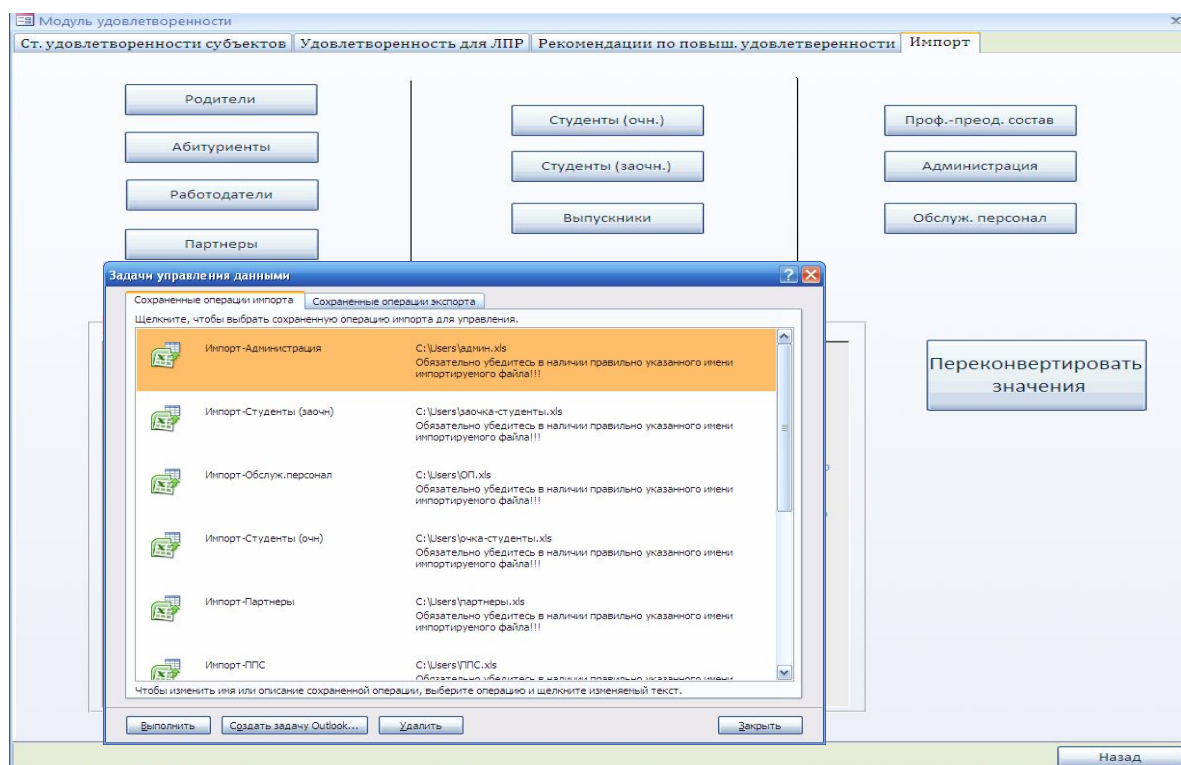 Модуль удовлетворенности
Ст. удовлетворенности субъектов Удовлетворенность для ЛПР Рекомендации по повыш. удовлетверенности Импорт
Родители
Абитуриенты
Работодатели
Партнеры
Студенты (очн.)
Студенты (заочн.)
Выпускники
Проф.-преод. состав
Администрация
Обслуж. персонал
Переконвертировать
значения
Задачи управления данными
Сохраненные операции импорта Сохраненные операции экспорта
Щелкните, чтобы выбрать сохраненную операцию импорта для управления.
Импорт-Администрация C:\Users\админ.xls
Обязательно убедитесь в наличии правильно указанного имени
импортируемого файла!!!
Импорт-Студенты (заочн) C:\Users\заочка-студенты.xls
Обязательно убедитесь в наличии правильно указанного имени
импортируемого файла!!!
Импорт-Обслуж.персонал C:\Users\ОП.xls
Обязательно убедитесь в наличии правильно указанного имени
импортируемого файла!!!
Импорт-Студенты (очн) C:\Users\очка-студенты.xls
Обязательно убедитесь в наличии правильно указанного имени
импортируемого файла!!!
Импорт-Партнеры C:\Users\партнеры.xls
Обязательно убедитесь в наличии правильно указанного имени
импортируемого файла!!!
Импорт-ППС C:\Users\ППС.xls
Обязательно убедитесь в наличии правильно указанного имени
Чтобы изменить имя или описание сохраненной операции, выберите операцию и щелкните изменяемый текст.
Выполнить Создать задачу Outlook... Удалить Закрыть
Назад